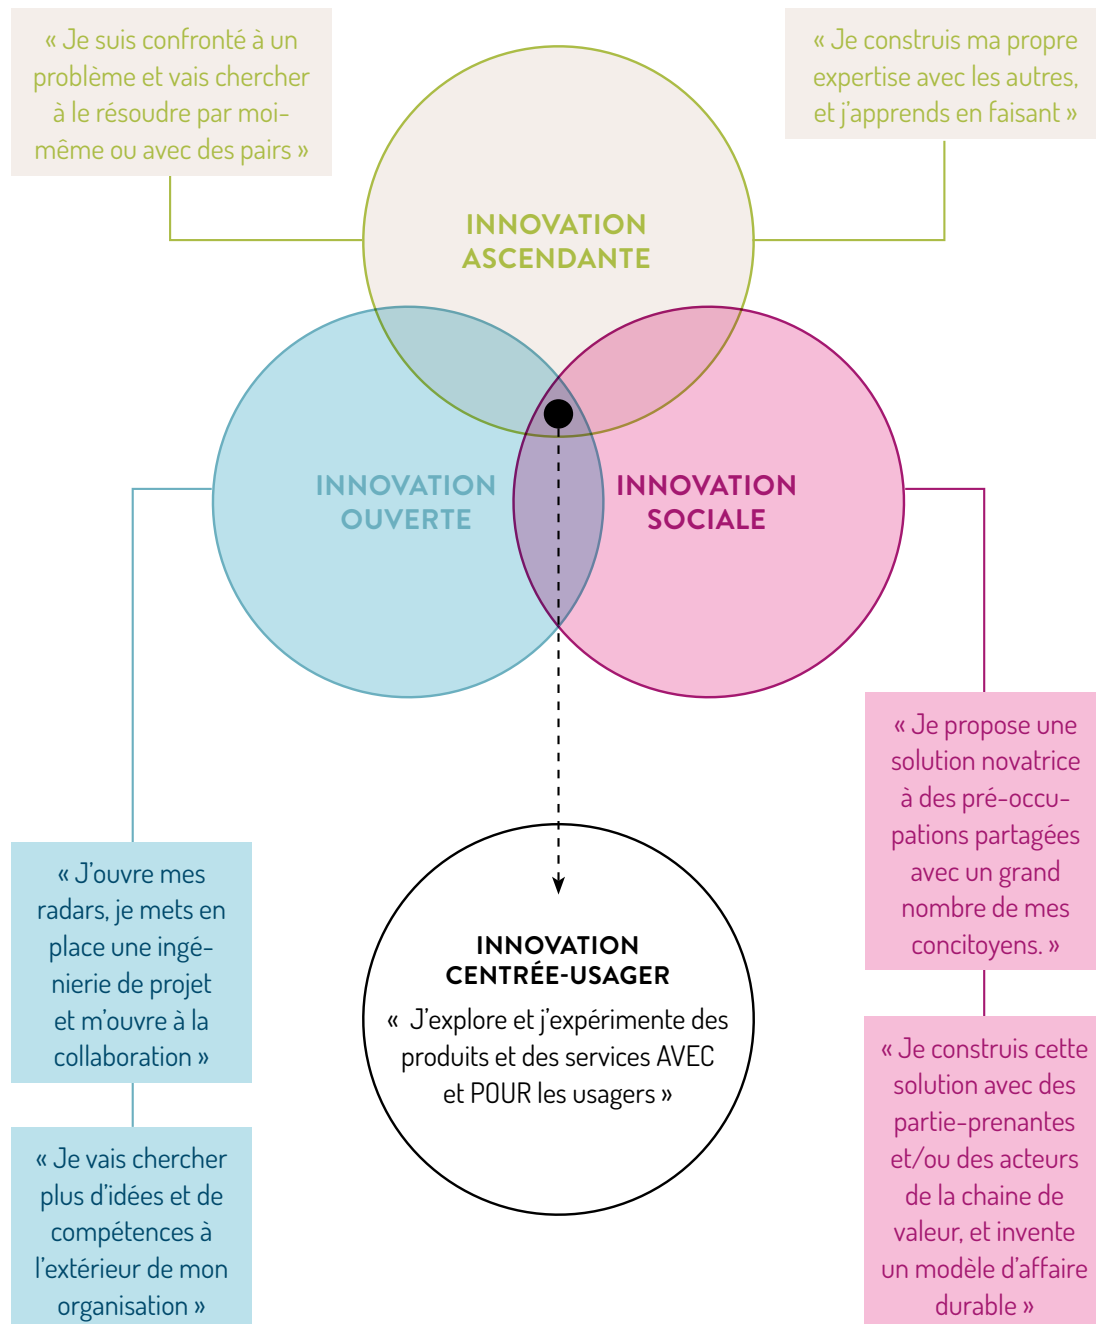 « Je suis confronté à un
problème et vais chercher
à le résoudre par moi-
même ou avec des pairs »
« Je construis ma propre
expertise avec les autres,
et j'apprends en faisant »
INNOVATION
ASCENDANTE
INNOVATION
OUVERTE
INNOVATION
SOCIALE
« J'ouvre mes
radars, je mets en
place une ingé-
nierie de projet
et m'ouvre à la
collaboration »
« Je vais chercher
plus d'idées et de
compétences à
l'extérieur de mon
organisation »
INNOVATION
CENTRÉE-USAGER
« J'explore et j'expérimente des
produits et des services AVEC
et POUR les usagers »
« Je propose une
solution novatrice
à des pré-occu-
pations partagées
avec un grand
nombre de mes
concitoyens. »
« Je construis cette
solution avec des
partie-prenantes
et/ou des acteurs
de la chaine de
valeur, et invente
un modèle d'affaire
durable »